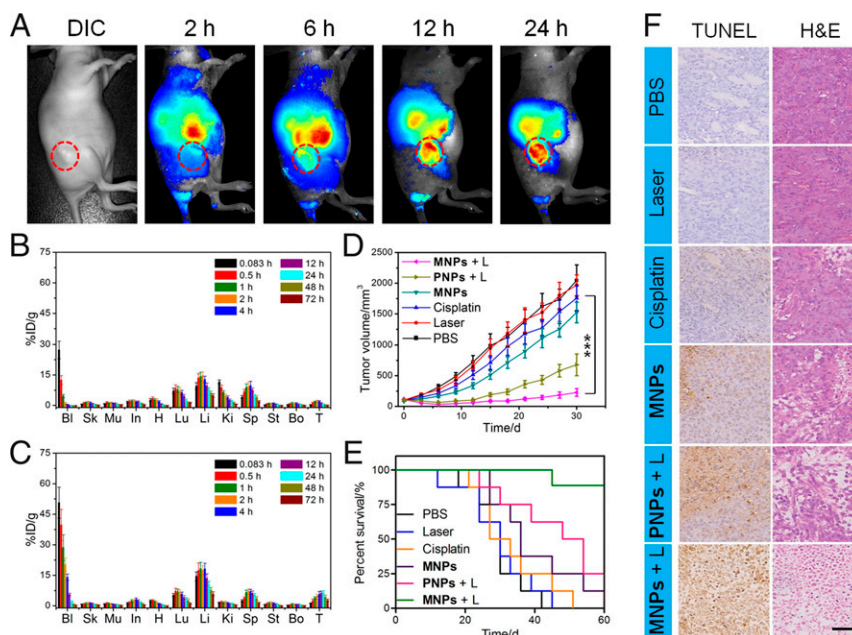 A
DIC
2 h
6 h
12 h
24 h
B
%ID/g
75
60
45
30
15
0
0.083 h
0.5 h
1 h
2 h
4 h
12 h
24 h
48 h
72 h
Bl Sk Mu In H Lu Li Ki Sp St Bo T
C
%ID/g
75
60
45
30
15
0
0.083 h
0.5 h
1 h
2 h
4 h
12 h
24 h
48 h
72 h
Bl Sk Mu In H Lu Li Ki Sp St Bo T
D
Tumor volume/mm3
2500
2000
1500
1000
500
0
MNPs + L
PNPs + L
MNPs
Cisplatin
Laser
PBS
***
0 10 20 30
Time/d
E
Percent survival/%
100
75
50
25
0
PBS
Laser
Cisplatin
MNPs
PNPs + L
MNPs + L
0 20 40 60
Time/d
F
TUNEL
H&E
PBS
Laser
Cisplatin
MNPs
PNPs + L
MNPs + L